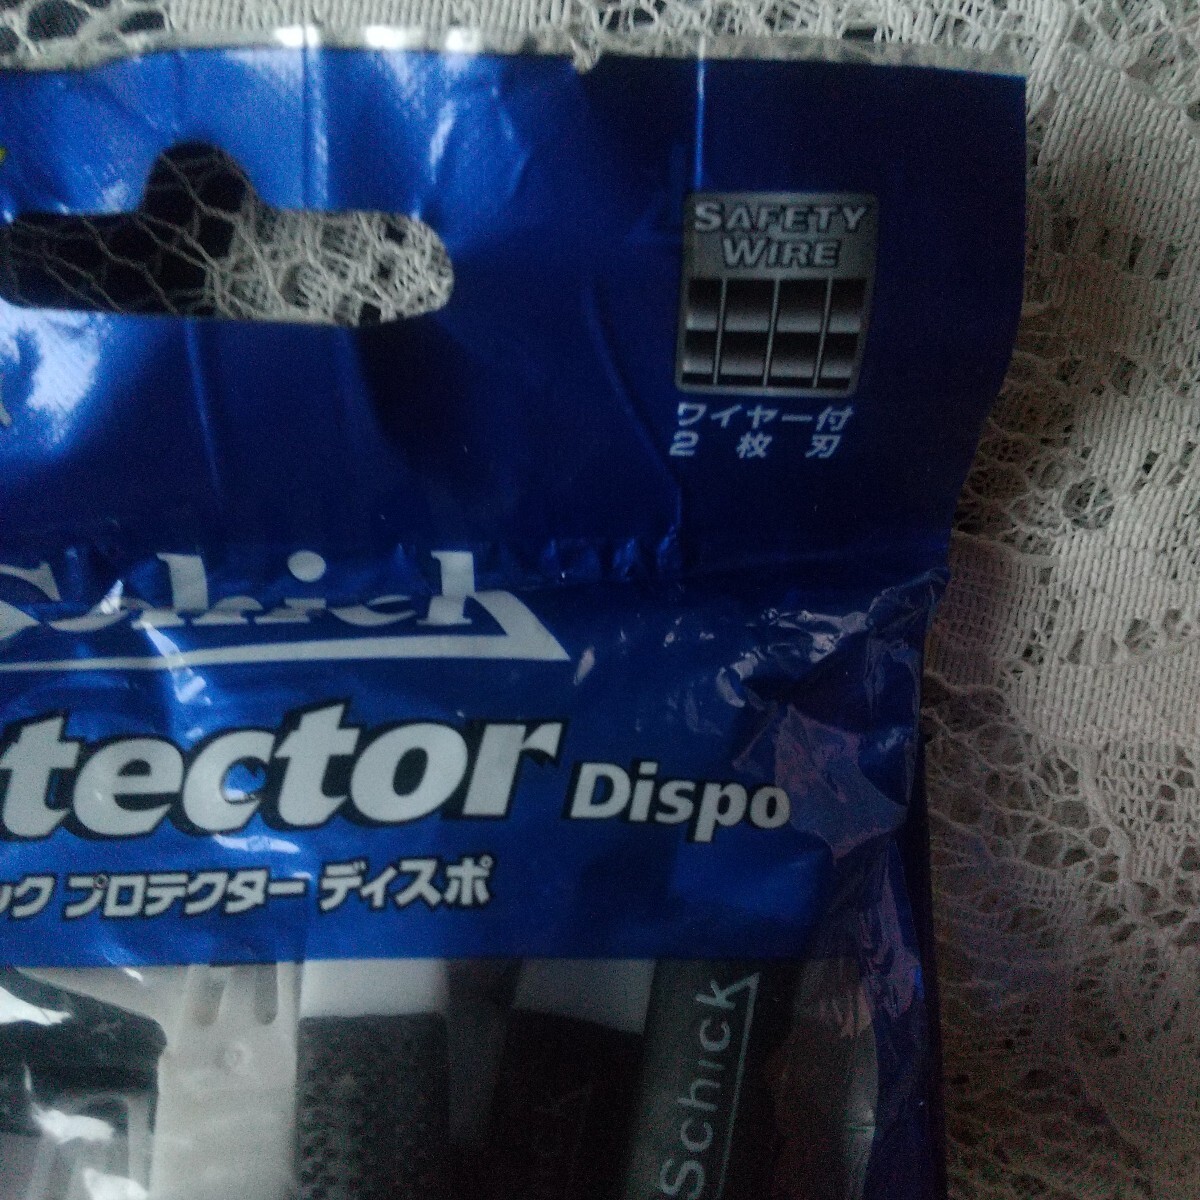 SAFETY
WIRE
ワイヤー付
2枚刃
Schick
tector Dispo
ック プロテクター ディスポ
Schick